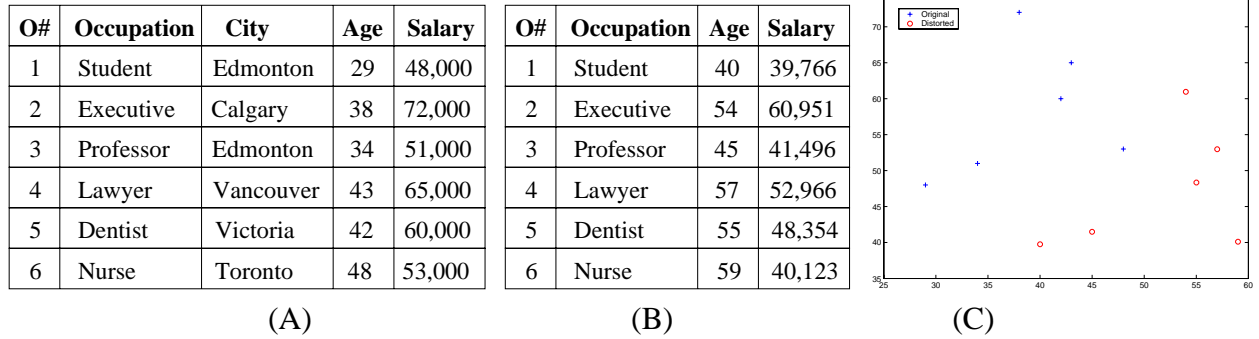 O# Occupation City Age Salary
1 Student Edmonton 29 48,000
2 Executive Calgary 38 72,000
3 Professor Edmonton 34 51,000
4 Lawyer Vancouver 43 65,000
5 Dentist Victoria 42 60,000
6 Nurse Toronto 48 53,000
(A)
O# Occupation Age Salary
1 Student 40 39,766
2 Executive 54 60,951
3 Professor 45 41,496
4 Lawyer 57 52,966
5 Dentist 55 48,354
6 Nurse 59 40,123
(B)
Original
Distorted
70
65
60
55
50
45
40
35
25 30 35 40 45 50 55 60
(C)